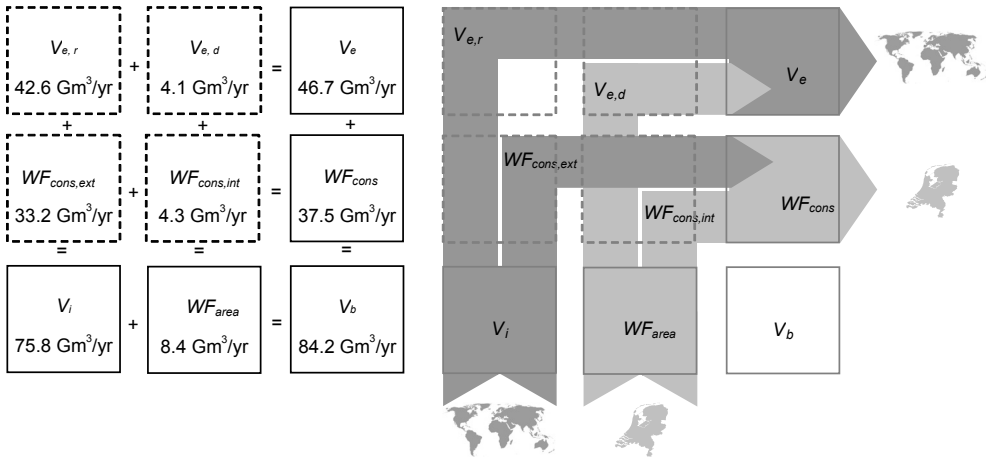 V_e,r + V_e,d = V_e
42.6 Gm³/yr 4.1 Gm³/yr 46.7 Gm³/yr
+ + +
WF_cons,ext + WF_cons,int = WF_cons
33.2 Gm³/yr 4.3 Gm³/yr 37.5 Gm³/yr
= = =
V_i + WF_area = V_b
75.8 Gm³/yr 8.4 Gm³/yr 84.2 Gm³/yr
V_e,r
V_e,d
V_e
WF_cons,ext
WF_cons,int
WF_cons
V_i
WF_area
V_b